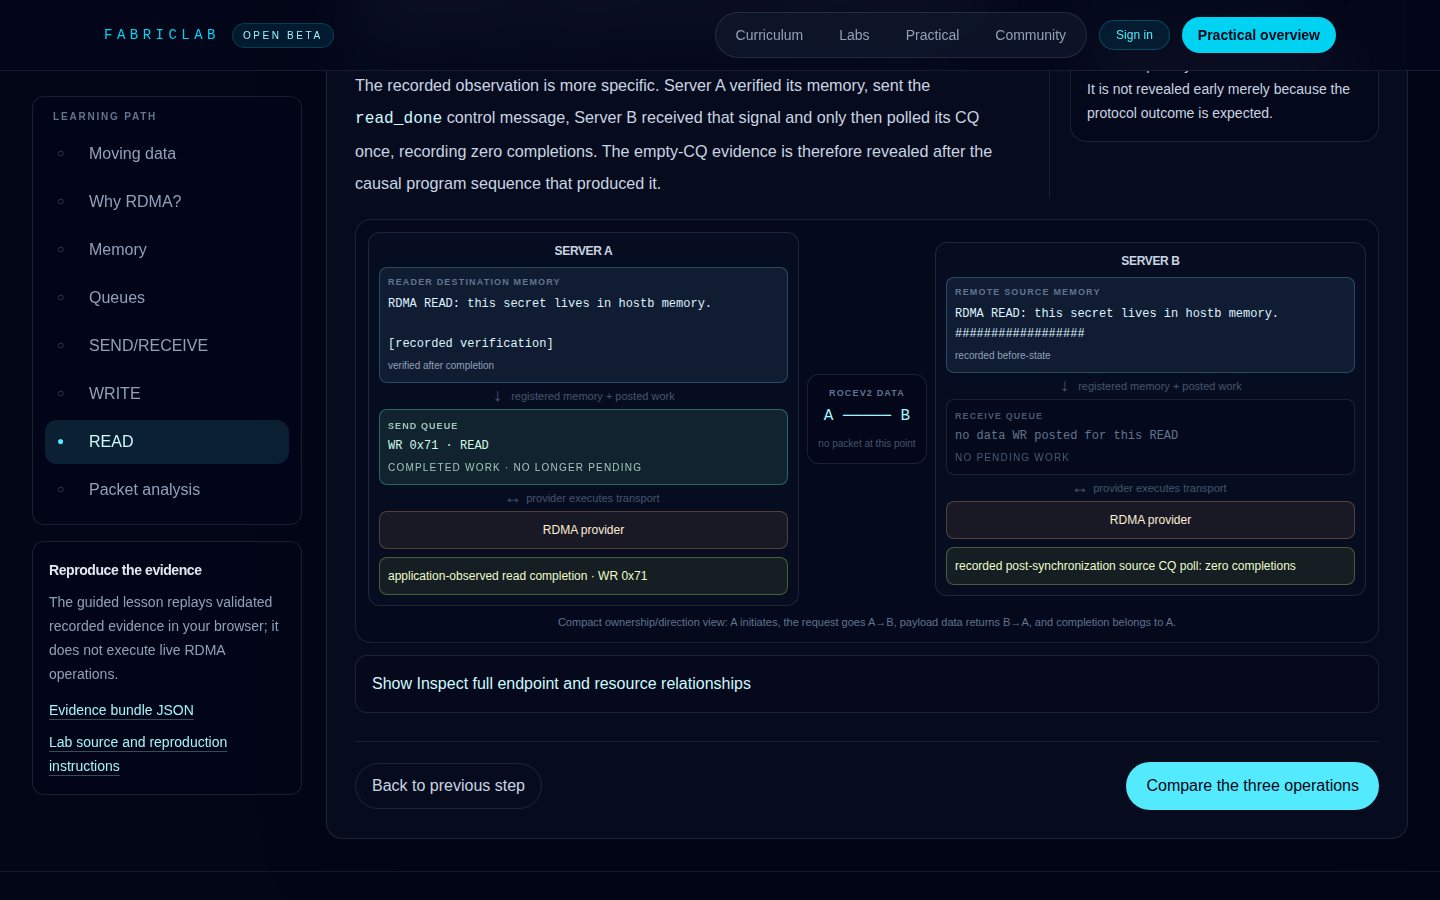 FABRICLAB
OPEN BETA
Curriculum
Labs
Practical
Community
Sign in
Practical overview
LEARNING PATH
○ Moving data
○ Why RDMA?
○ Memory
○ Queues
○ SEND/RECEIVE
○ WRITE
● READ
○ Packet analysis
Reproduce the evidence
The guided lesson replays validated
recorded evidence in your browser; it
does not execute live RDMA
operations.
Evidence bundle JSON
Lab source and reproduction
instructions
The recorded observation is more specific. Server A verified its memory, sent the
read_done control message, Server B received that signal and only then polled its CQ
once, recording zero completions. The empty-CQ evidence is therefore revealed after the
causal program sequence that produced it.
It is not revealed early merely because the
protocol outcome is expected.
SERVER A
READER DESTINATION MEMORY
RDMA READ: this secret lives in hostb memory.
[recorded verification]
verified after completion
↓ registered memory + posted work
SEND QUEUE
WR 0x71 · READ
COMPLETED WORK · NO LONGER PENDING
↔ provider executes transport
RDMA provider
application-observed read completion · WR 0x71
ROCEV2 DATA
A ───── B
no packet at this point
SERVER B
REMOTE SOURCE MEMORY
RDMA READ: this secret lives in hostb memory.
##################
recorded before-state
↓ registered memory + posted work
RECEIVE QUEUE
no data WR posted for this READ
NO PENDING WORK
↔ provider executes transport
RDMA provider
recorded post-synchronization source CQ poll: zero completions
Compact ownership/direction view: A initiates, the request goes A→B, payload data returns B→A, and completion belongs to A.
Show Inspect full endpoint and resource relationships
Back to previous step
Compare the three operations